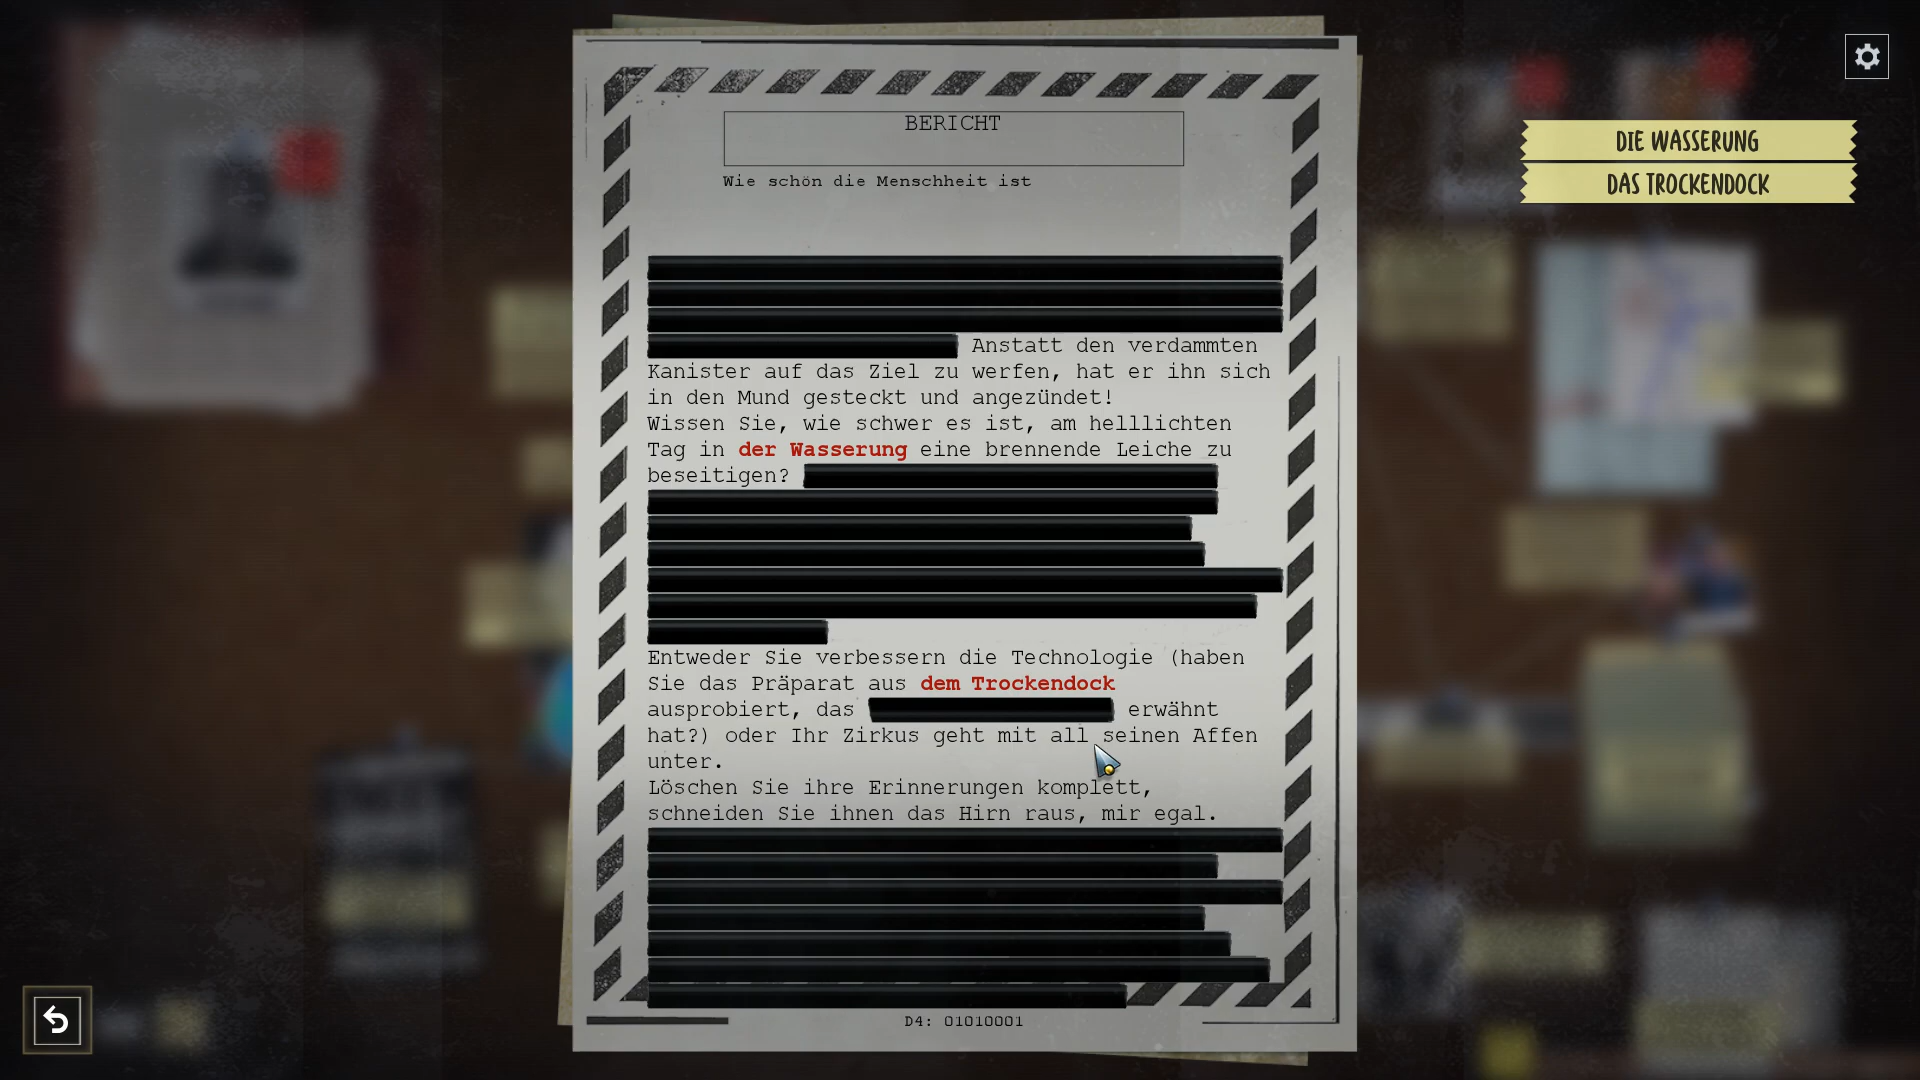 BERICHT
Wie schön die Menschheit ist
DIE WASSERUNG
DAS TROCKENDOCK
Anstatt den verdammten
Kanister auf das Ziel zu werfen, hat er ihn sich
in den Mund gesteckt und angezündet!
Wissen Sie, wie schwer es ist, am helllichten
Tag in der Wasserung eine brennende Leiche zu
beseitigen?
Entweder Sie verbessern die Technologie (haben
Sie das Präparat aus dem Trockendock
ausprobiert, das erwähnt
hat?) oder Ihr Zirkus geht mit all seinen Affen
unter.
Löschen Sie ihre Erinnerungen komplett,
schneiden Sie ihnen das Hirn raus, mir egal.
D4: 01010001